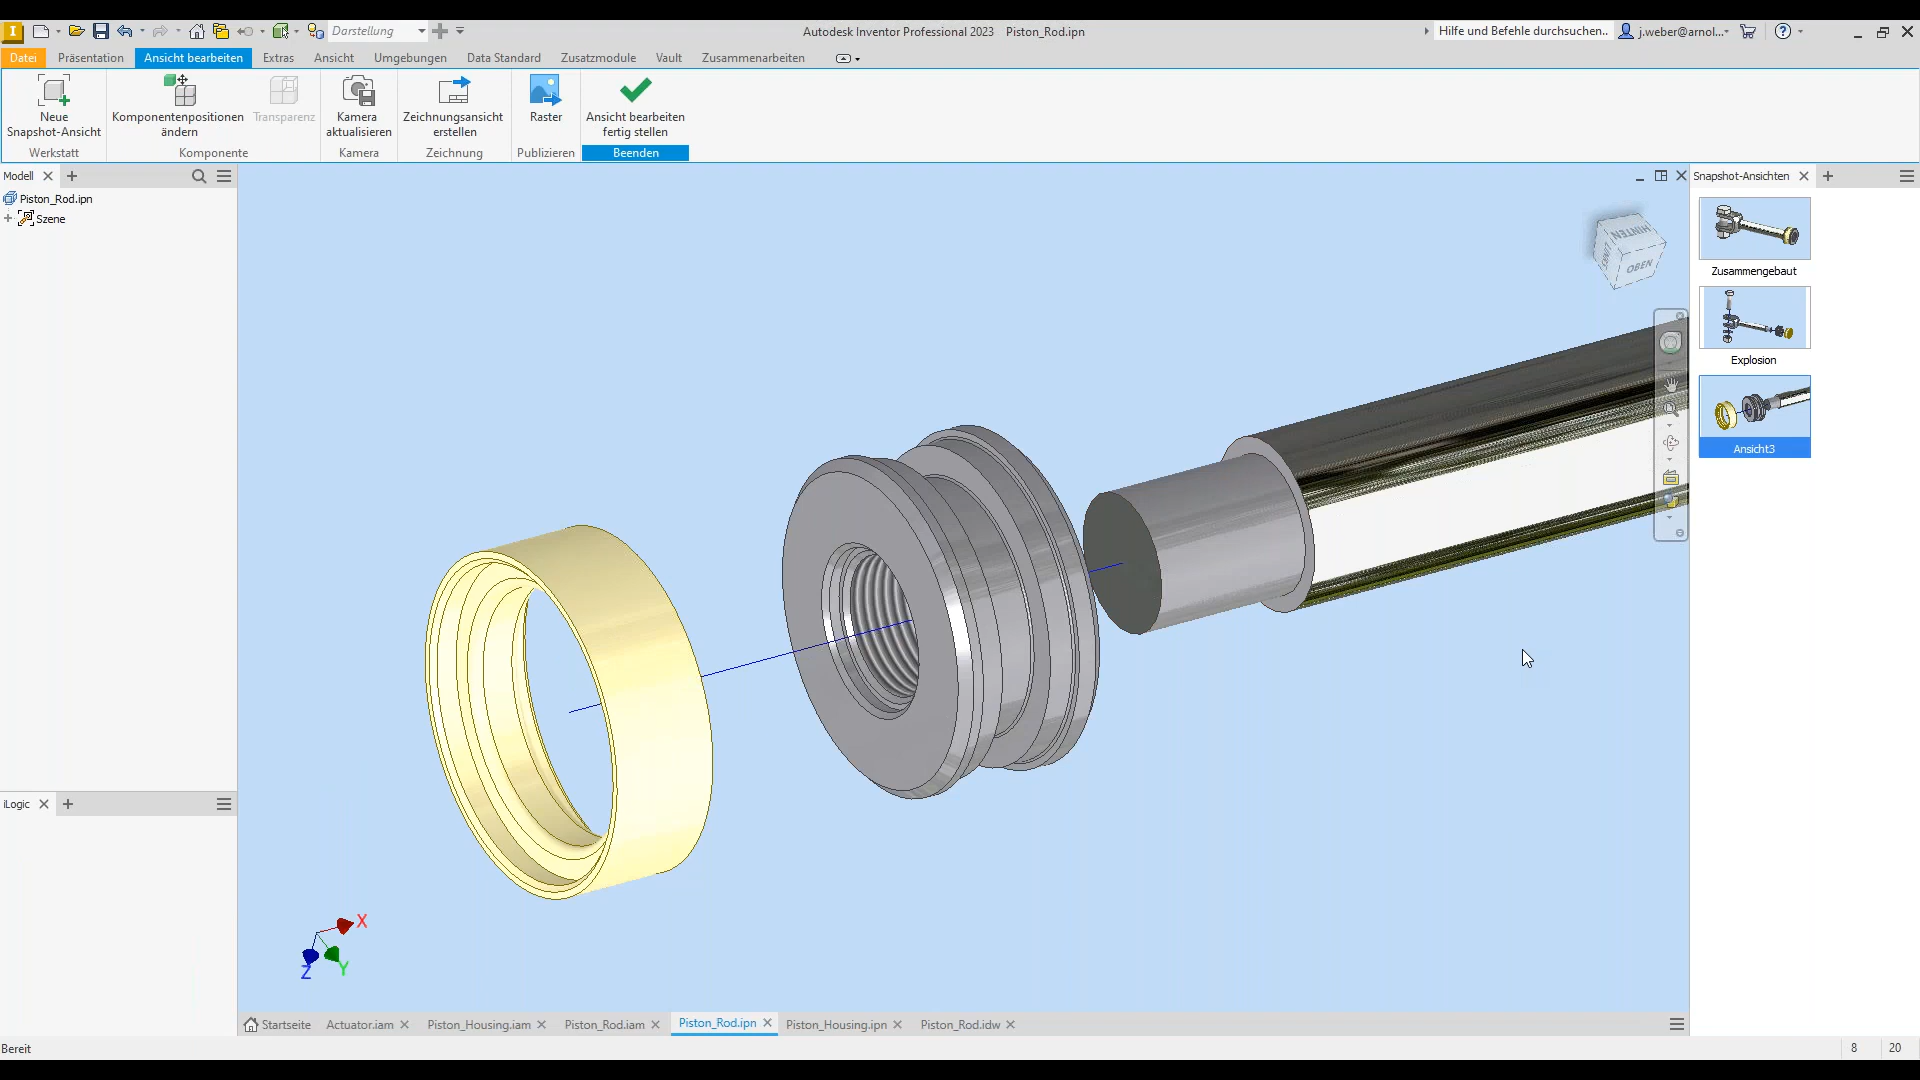 Darstellung
Autodesk Inventor Professional 2023 Piston_Rod.ipn
Hilfe und Befehle durchsuchen..
j.weber@arnol...
Datei Präsentation Ansicht bearbeiten Extras Ansicht Umgebungen Data Standard Zusatzmodule Vault Zusammenarbeiten
Neue
Snapshot-Ansicht
Komponentenpositionen
ändern
Transparenz
Kamera
aktualisieren
Zeichnungsansicht
erstellen
Raster
Ansicht bearbeiten
fertig stellen
Werkstatt Komponente Kamera Zeichnung Publizieren Beenden
Modell
Piston_Rod.ipn
Szene
iLogic
HINTEN
OBEN
Snapshot-Ansichten
Zusammengebaut
Explosion
Ansicht3
X
Y
Z
Startseite Actuator.iam Piston_Housing.iam Piston_Rod.iam Piston_Rod.ipn Piston_Housing.ipn Piston_Rod.idw
Bereit
8 20